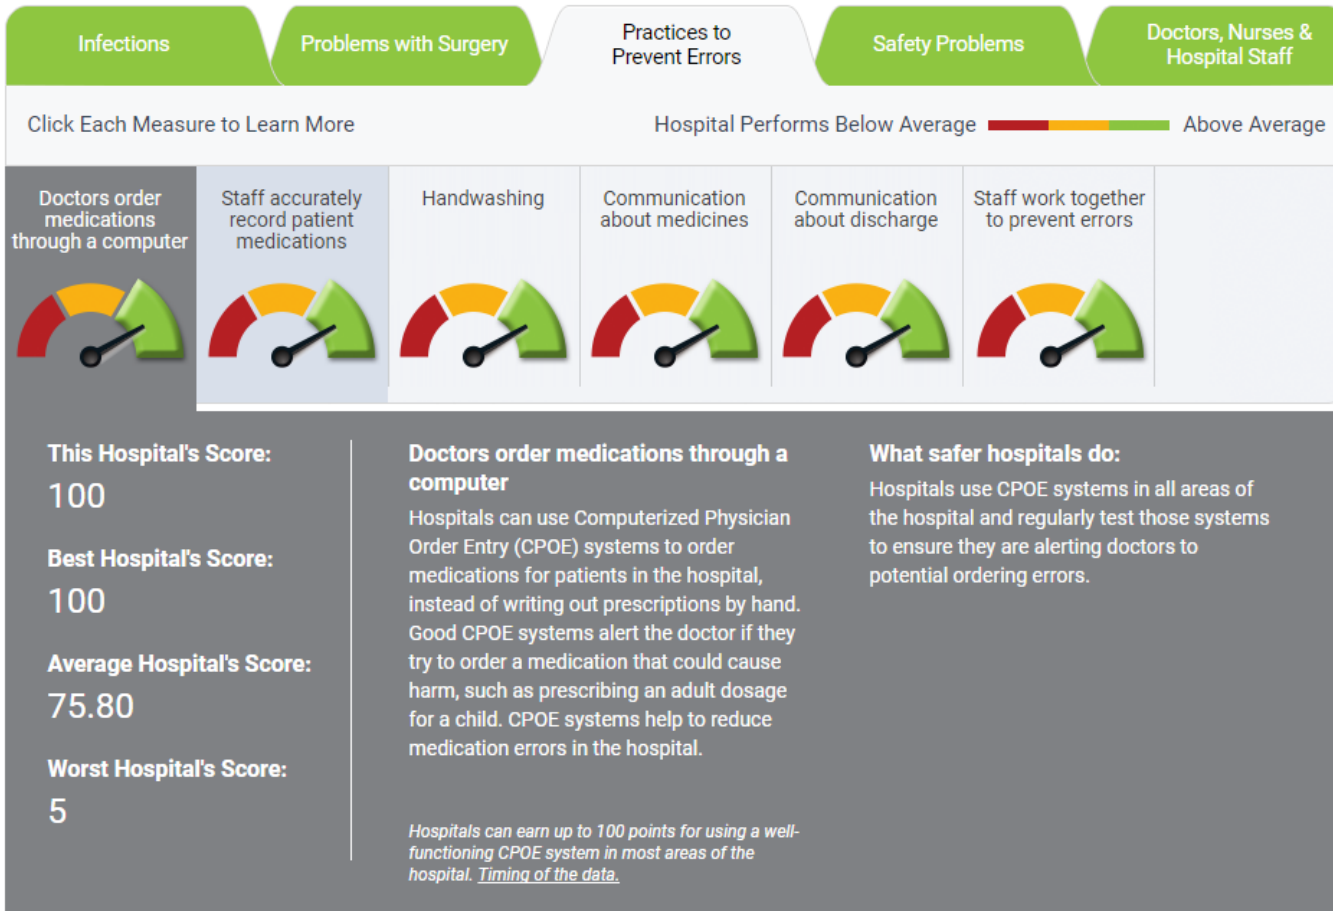 Infections
Problems with Surgery
Practices to
Prevent Errors
Safety Problems
Doctors, Nurses &
Hospital Staff
Click Each Measure to Learn More
Hospital Performs Below Average
Above Average
Doctors order
medications
through a computer
Staff accurately
record patient
medications
Handwashing
Communication
about medicines
Communication
about discharge
Staff work together
to prevent errors
This Hospital's Score:
100
Best Hospital's Score:
100
Average Hospital's Score:
75.80
Worst Hospital's Score:
5
Doctors order medications through a
computer
Hospitals can use Computerized Physician
Order Entry (CPOE) systems to order
medications for patients in the hospital,
instead of writing out prescriptions by hand.
Good CPOE systems alert the doctor if they
try to order a medication that could cause
harm, such as prescribing an adult dosage
for a child. CPOE systems help to reduce
medication errors in the hospital.
Hospitals can earn up to 100 points for using a well-
functioning CPOE system in most areas of the
hospital. Timing of the data.
What safer hospitals do:
Hospitals use CPOE systems in all areas of
the hospital and regularly test those systems
to ensure they are alerting doctors to
potential ordering errors.